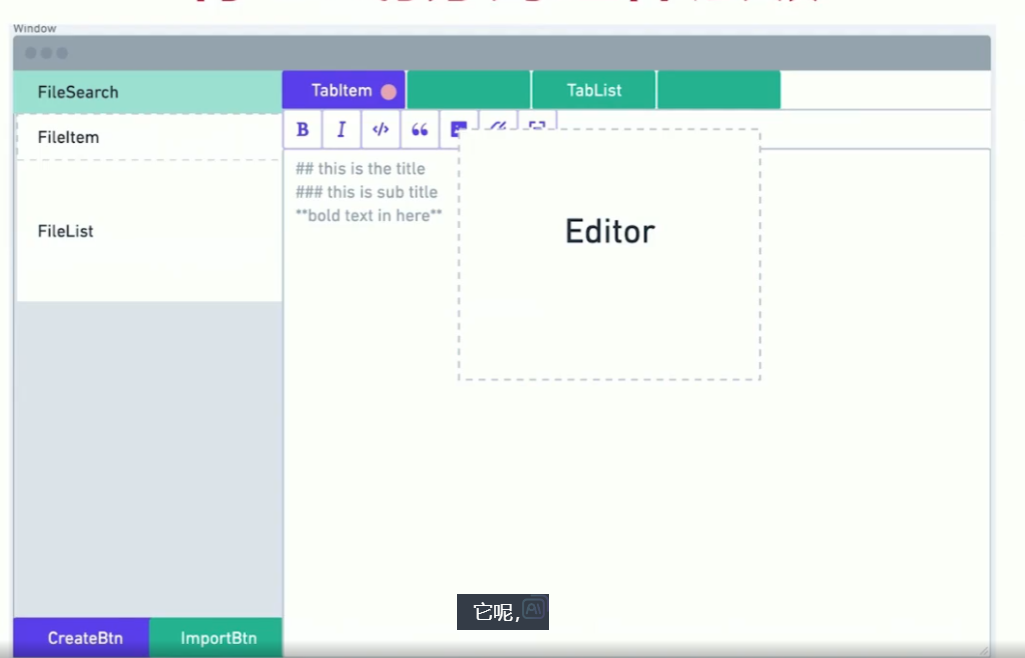 Window
FileSearch
TabItem
TabList
FileItem
B I </> “
## this is the title
### this is sub title
**bold text in here**
FileList
Editor
它呢,
CreateBtn
ImportBtn